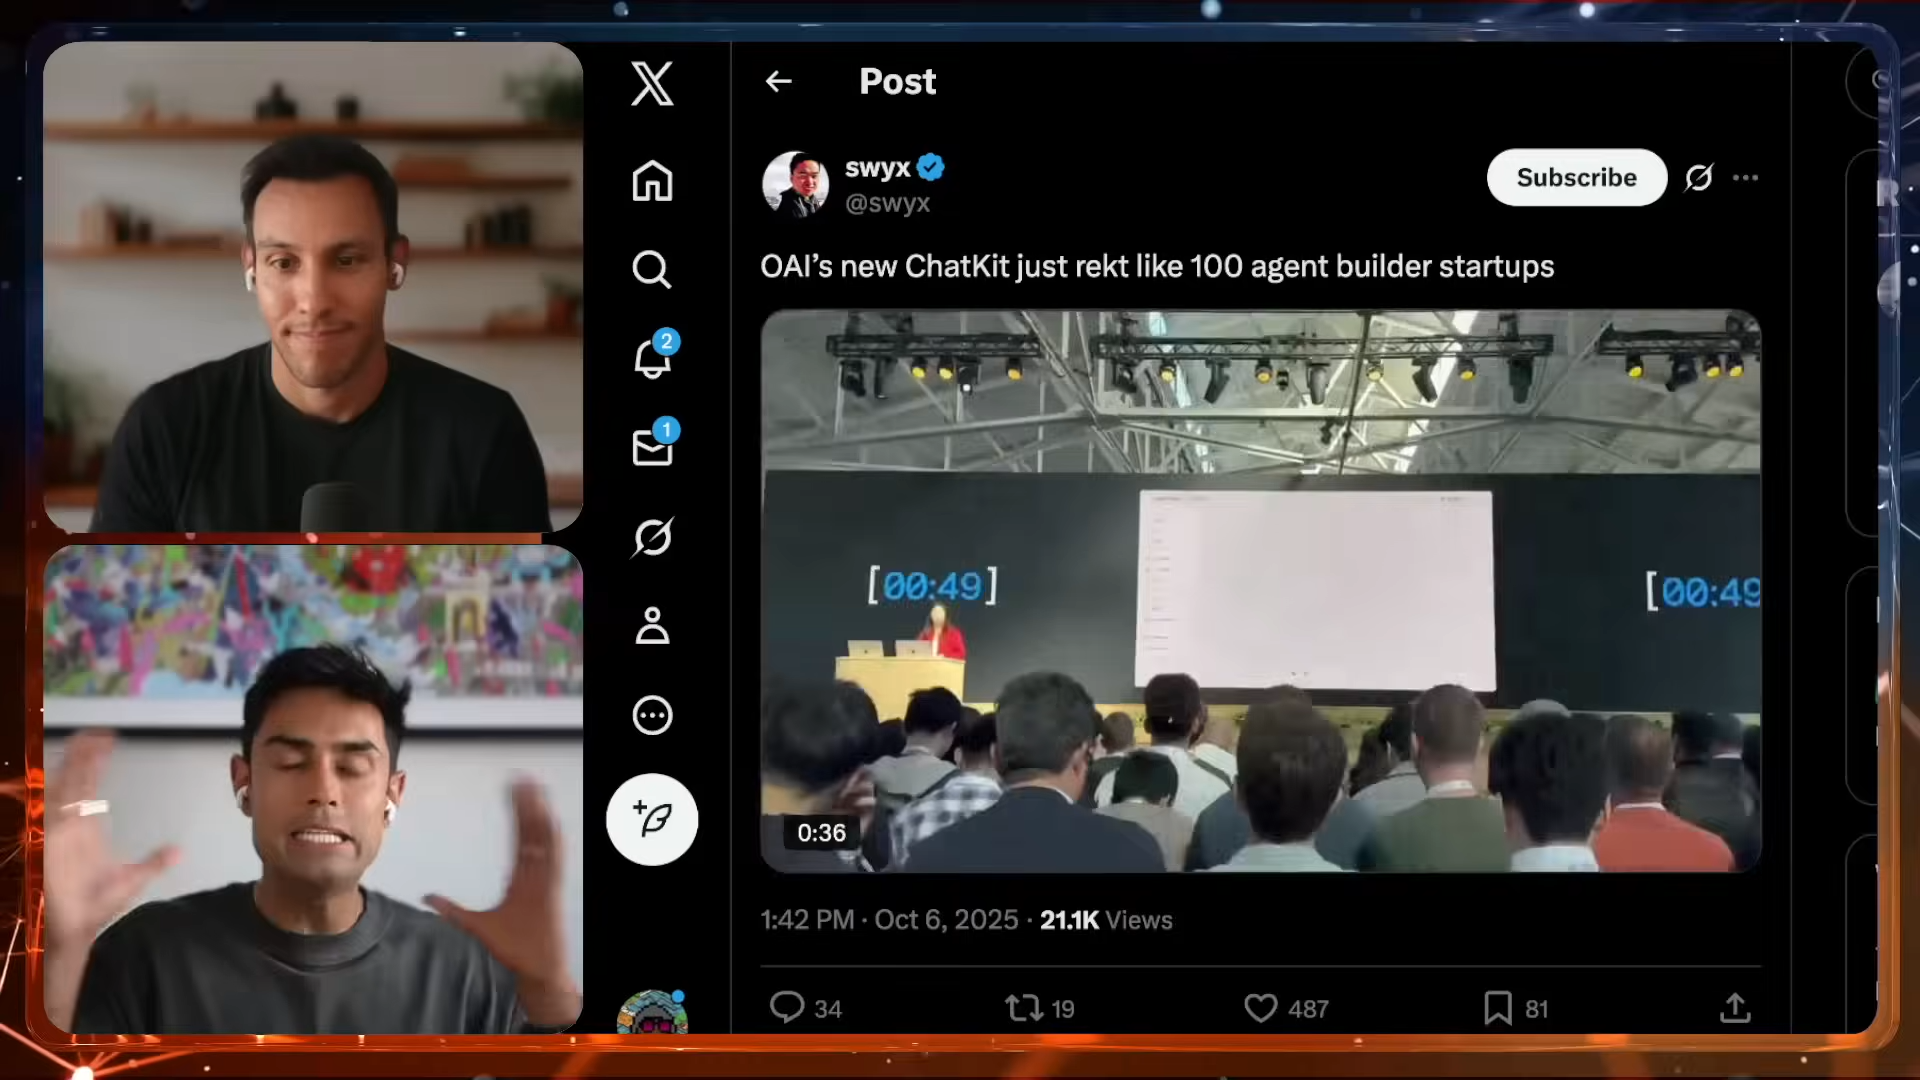 Post
swyx
@swyx
Subscribe
OAI's new ChatKit just rekt like 100 agent builder startups
2
1
[00:49]
[00:49
0:36
1:42 PM · Oct 6, 2025 · 21.1K Views
34
19
487
81
R